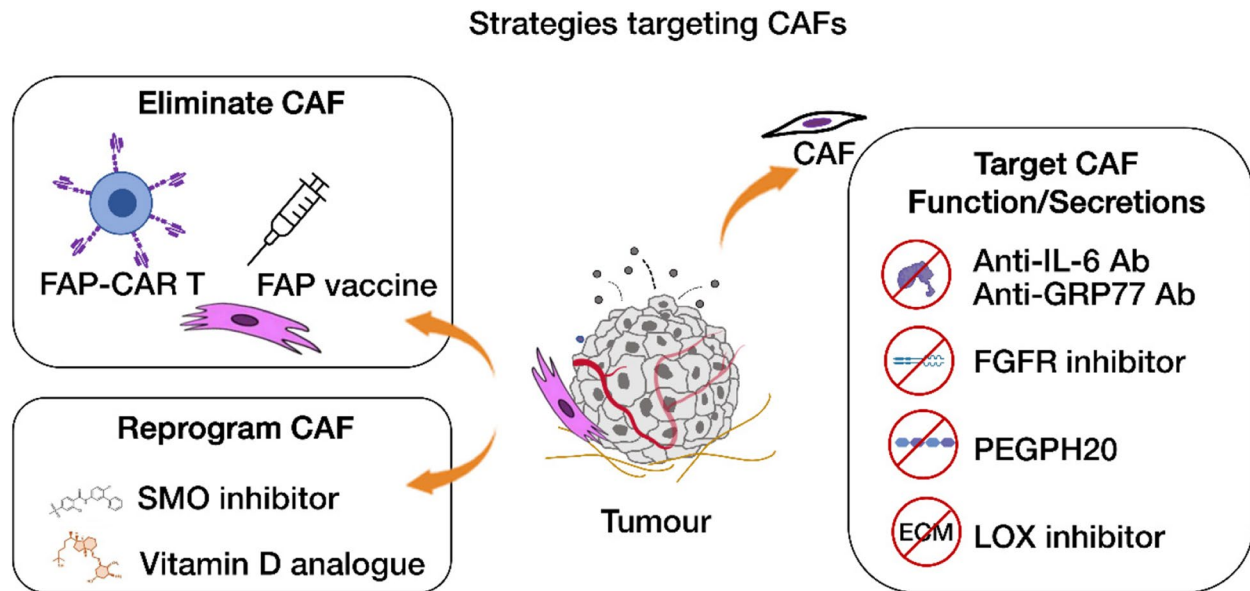 Strategies targeting CAFs
Eliminate CAF
FAP-CAR T
FAP vaccine
Reprogram CAF
SMO inhibitor
Vitamin D analogue
Tumour
CAF
Target CAF
Function/Secretions
Anti-IL-6 Ab
Anti-GRP77 Ab
FGFR inhibitor
PEGPH20
ECM
LOX inhibitor